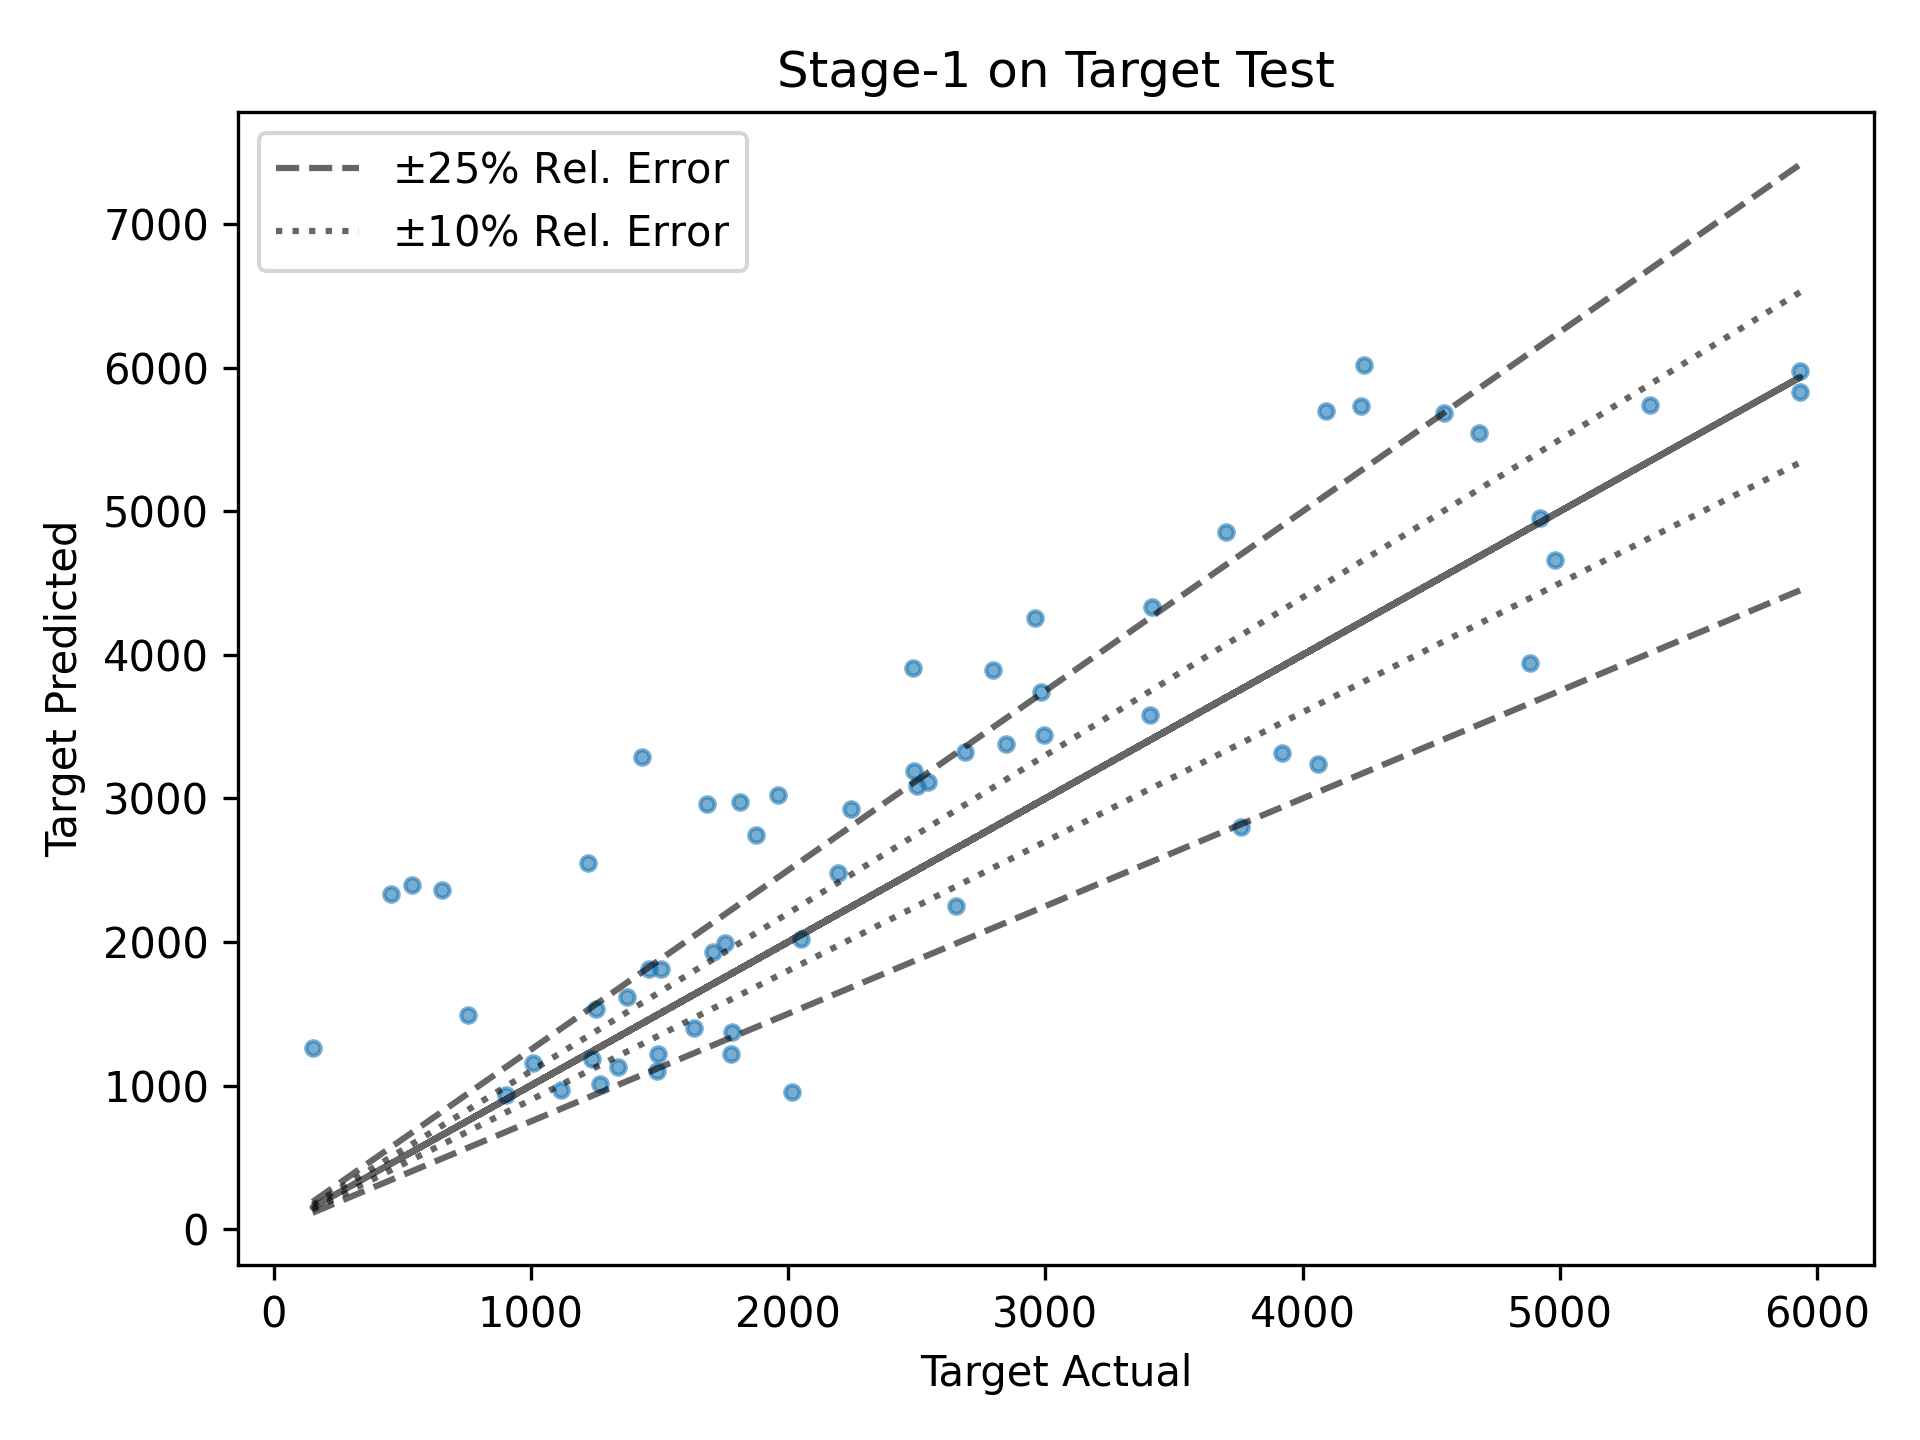 Stage-1 on Target Test
±25% Rel. Error
±10% Rel. Error
Target Predicted
7000
6000
5000
4000
3000
2000
1000
0
0 1000 2000 3000 4000 5000 6000
Target Actual